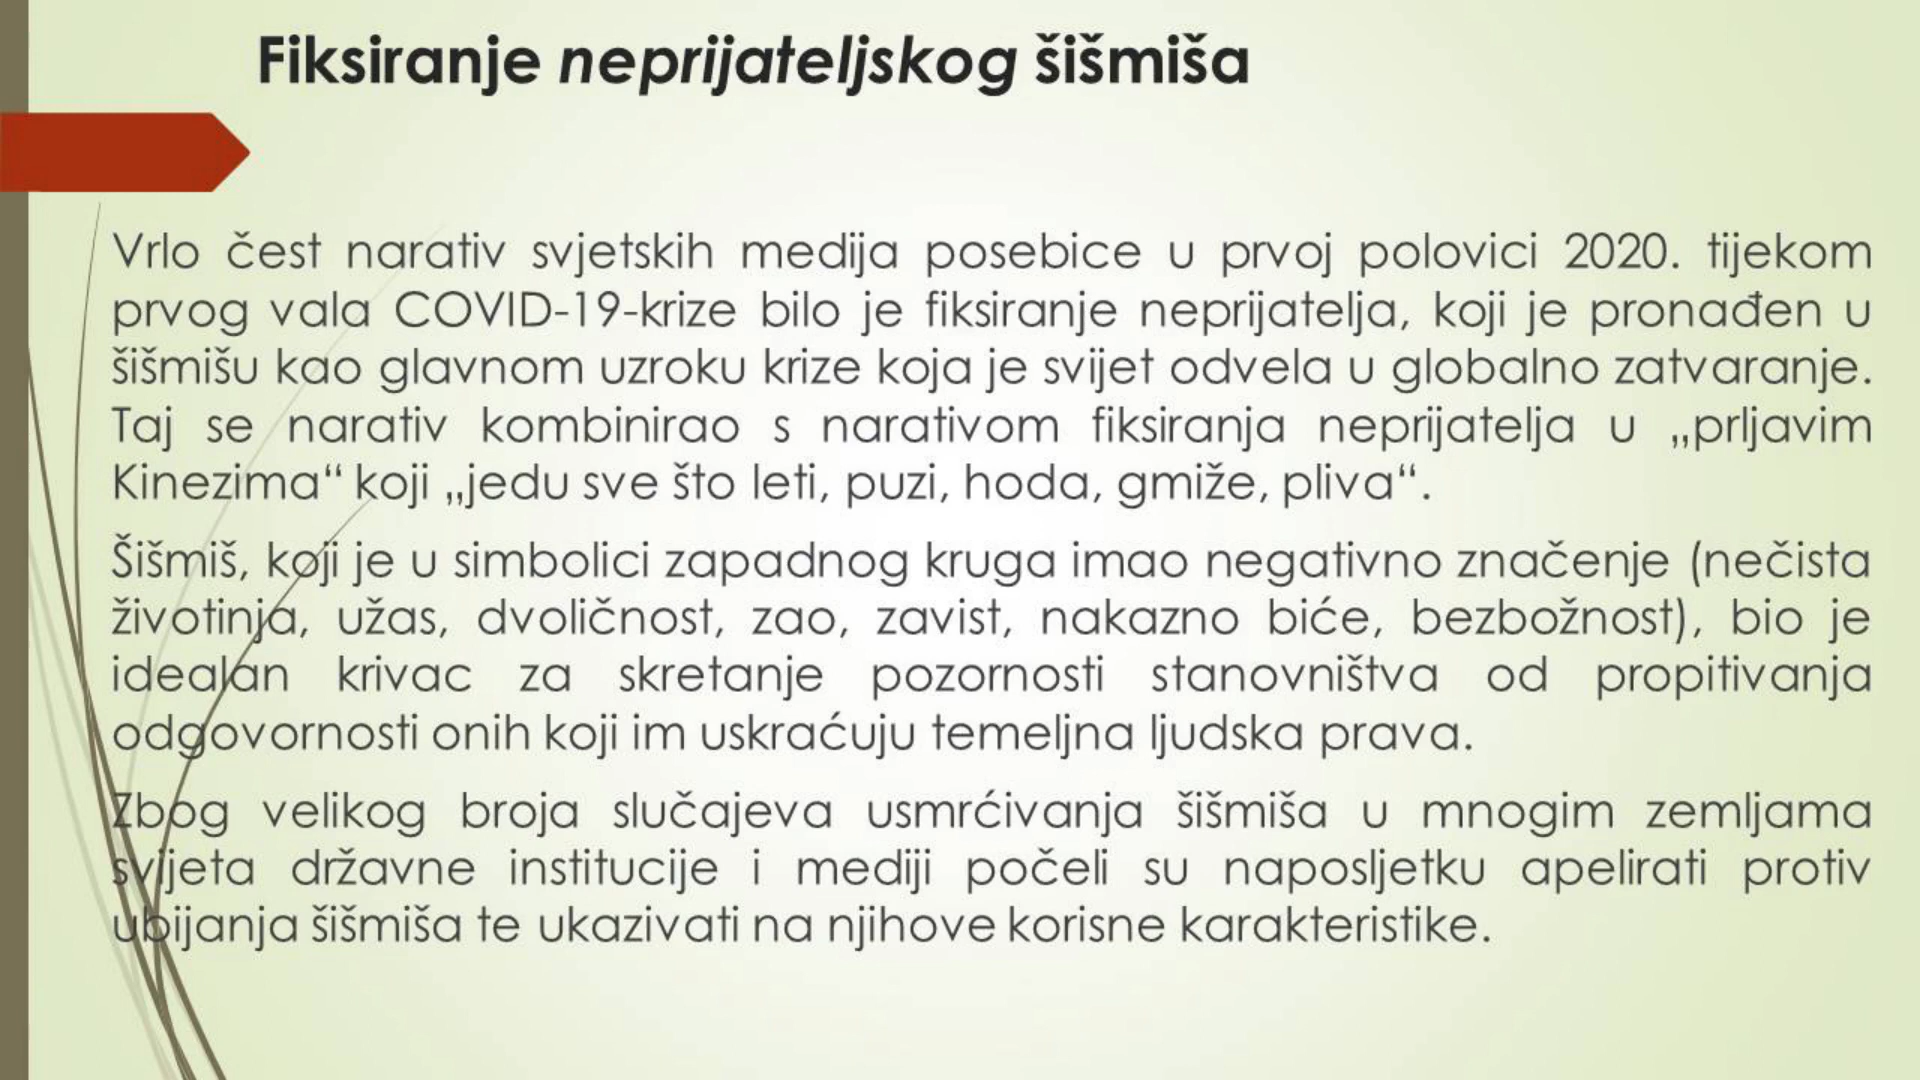 Fiksiranje neprijateljskog šišmiša
Vrlo čest narativ svjetskih medija posebice u prvoj polovici 2020. tijekom
prvog vala COVID-19-krize bilo je fiksiranje neprijatelja, koji je pronađen u
šišmišu kao glavnom uzroku krize koja je svijet odvela u globalno zatvaranje.
Taj se narativ kombinirao s narativom fiksiranja neprijatelja u „prljavim
Kinezima“ koji „jedu sve što leti, puzi, hoda, gmiže, pliva“.
Šišmiš, koji je u simbolici zapadnog kruga imao negativno značenje (nečista
životinja, užas, dvoličnost, zao, zavist, nakazno biće, bezbožnost), bio je
idealan krivac za skretanje pozornosti stanovništva od propitivanja
odgovornosti onih koji im uskraćuju temeljna ljudska prava.
Zbog velikog broja slučajeva usmrćivanja šišmiša u mnogim zemljama
svijeta državne institucije i mediji počeli su naposljetku apelirati protiv
ubijanja šišmiša te ukazivati na njihove korisne karakteristike.